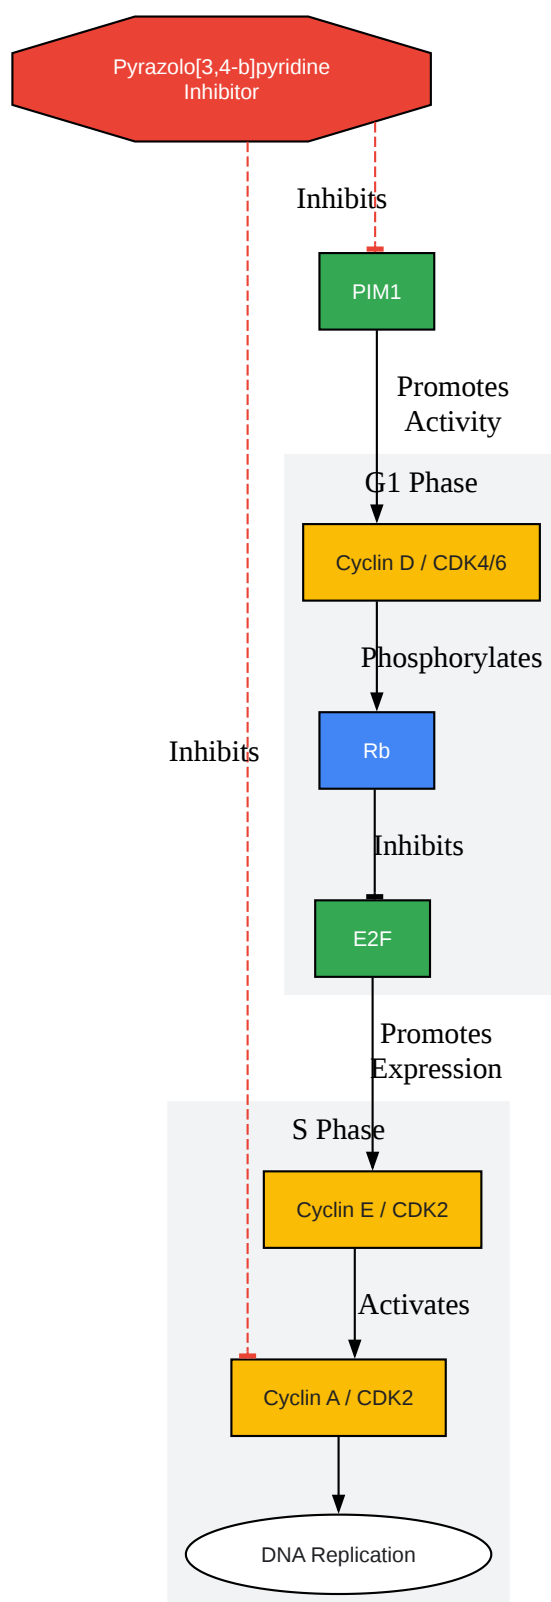 Pyrazolo[3,4-b]pyridine
Inhibitor
Inhibits
PIM1
Promotes
Activity
G1 Phase
Cyclin D / CDK4/6
Phosphorylates
Rb
Inhibits
Inhibits
E2F
Promotes
Expression
S Phase
Cyclin E / CDK2
Activates
Cyclin A / CDK2
DNA Replication